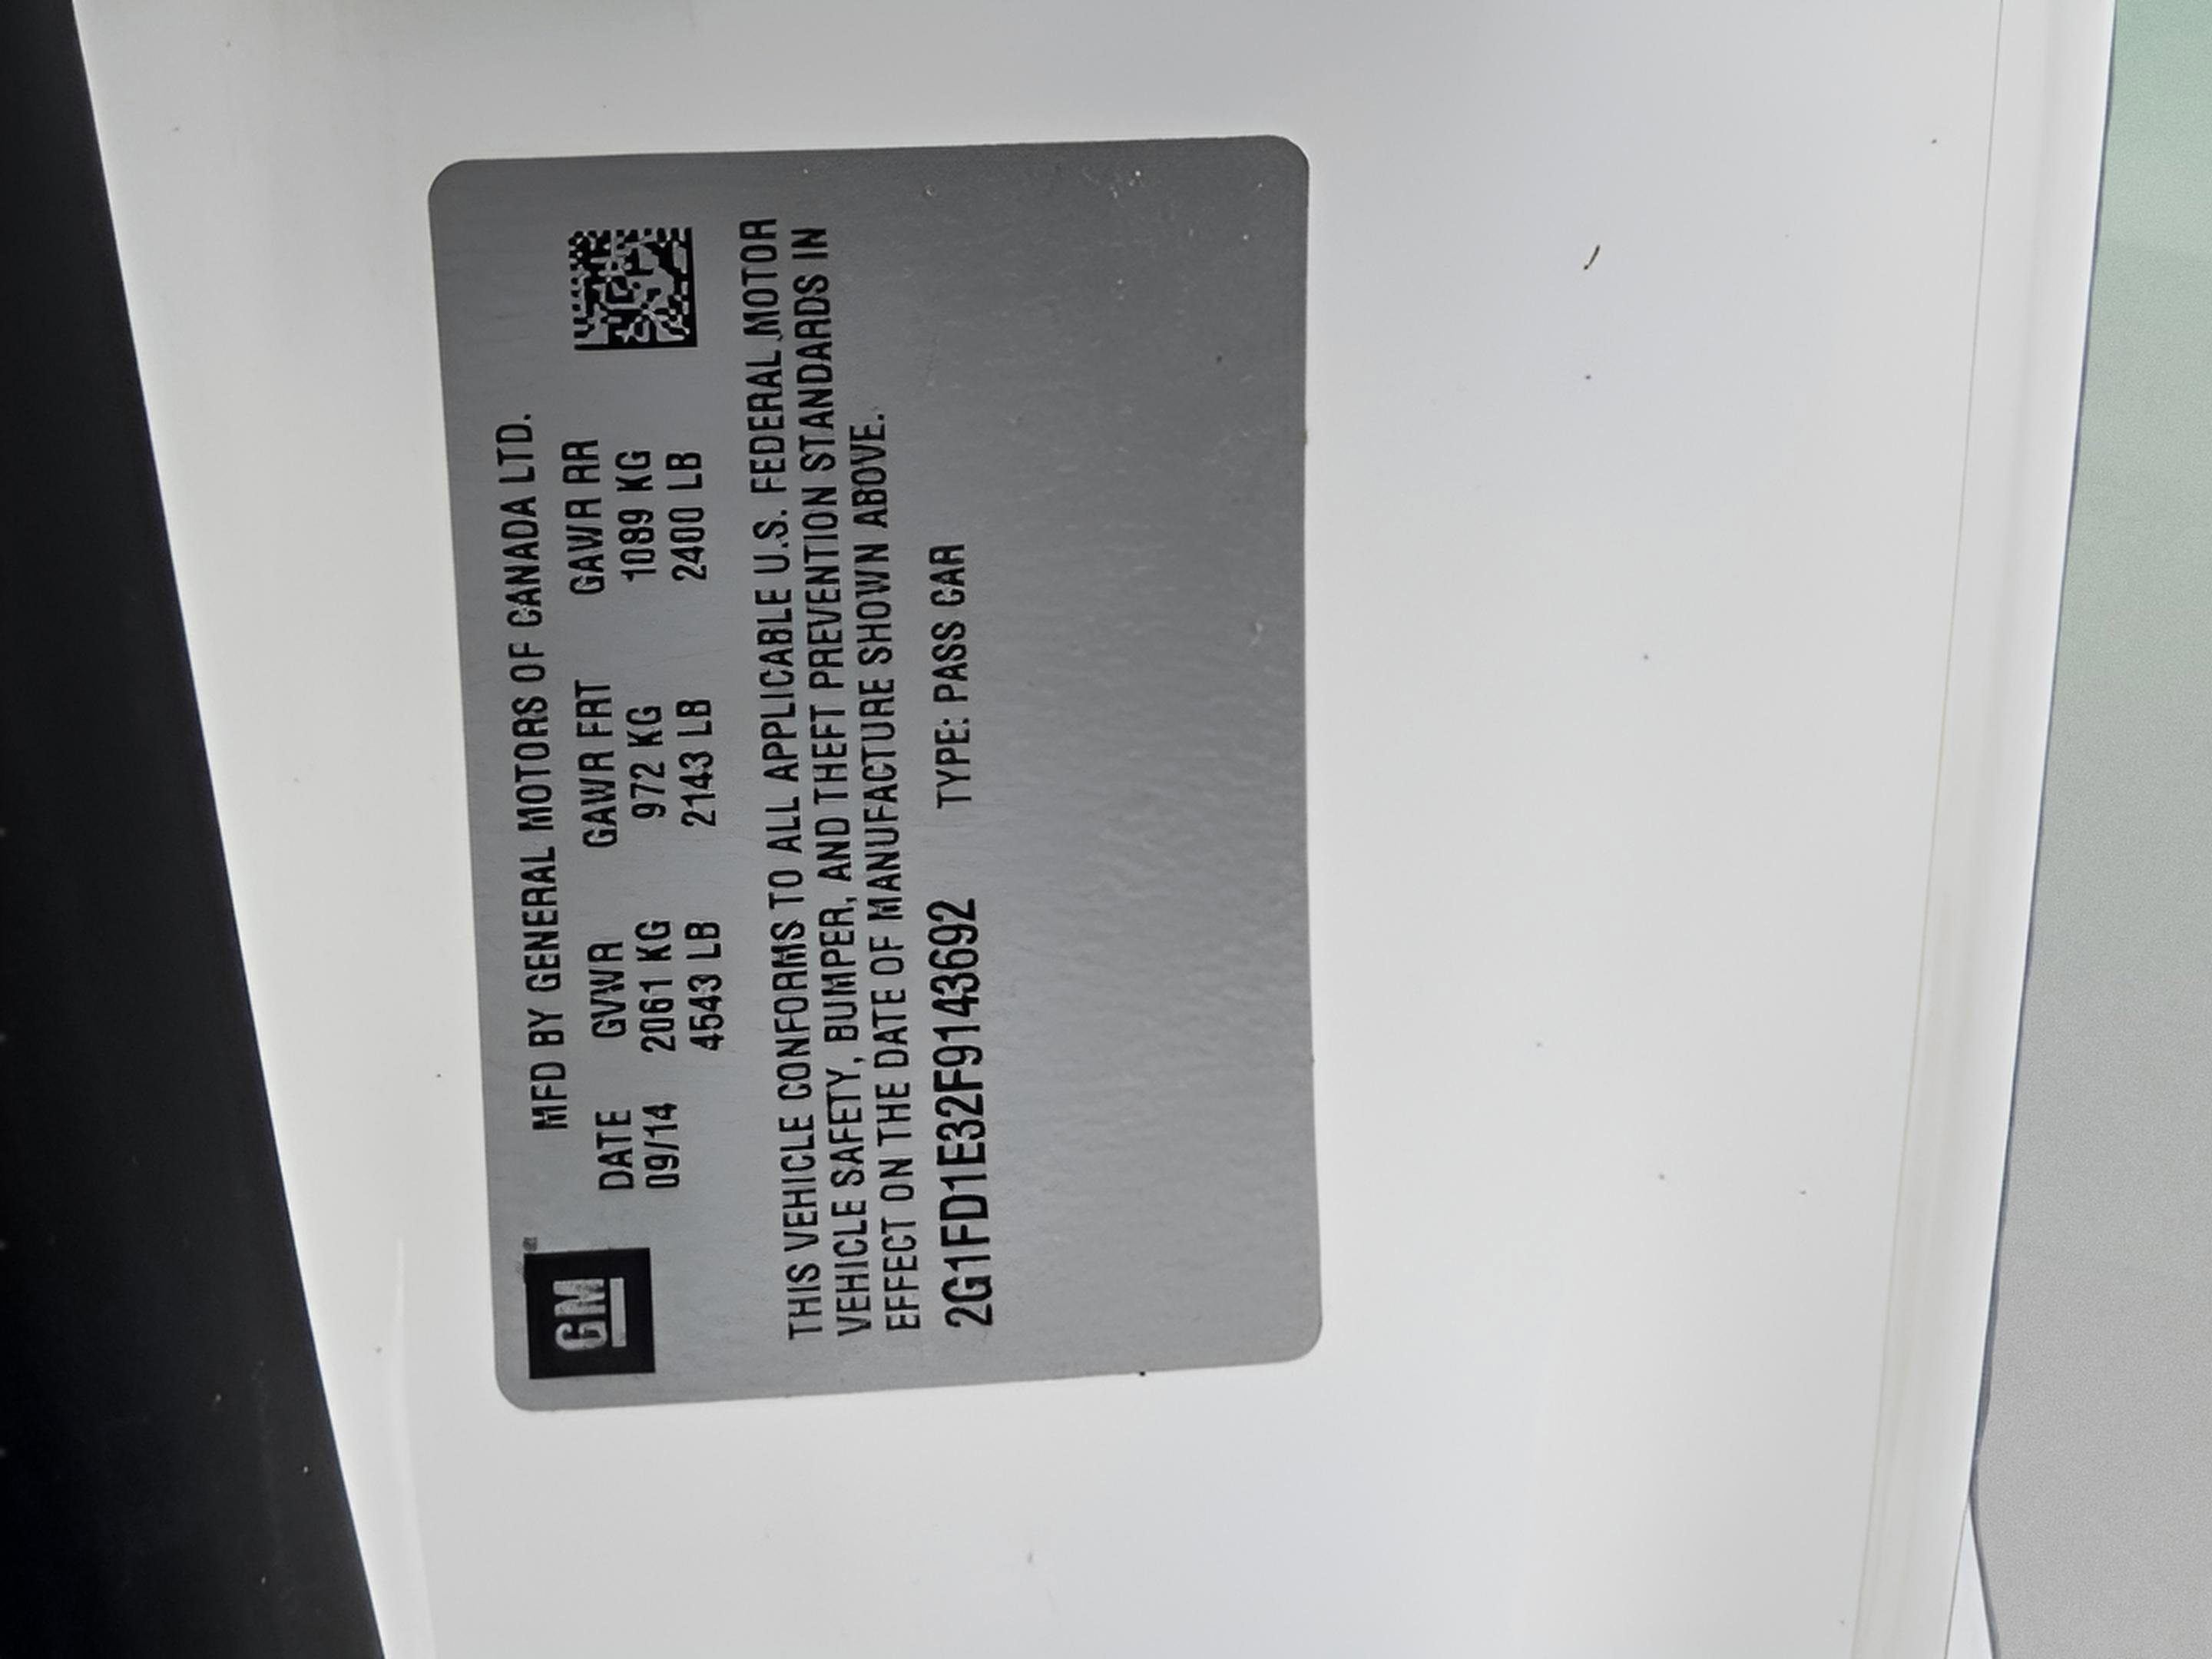 GM
MFD BY GENERAL MOTORS OF CANADA LTD.
DATE GVWR GAWR FRT GAWR RR
09/14 2061 KG 972 KG 1089 KG
4543 LB 2143 LB 2400 LB
THIS VEHICLE CONFORMS TO ALL APPLICABLE U.S. FEDERAL MOTOR
VEHICLE SAFETY, BUMPER, AND THEFT PREVENTION STANDARDS IN
EFFECT ON THE DATE OF MANUFACTURE SHOWN ABOVE.
2G1FD1E32F9143692 TYPE: PASS CAR